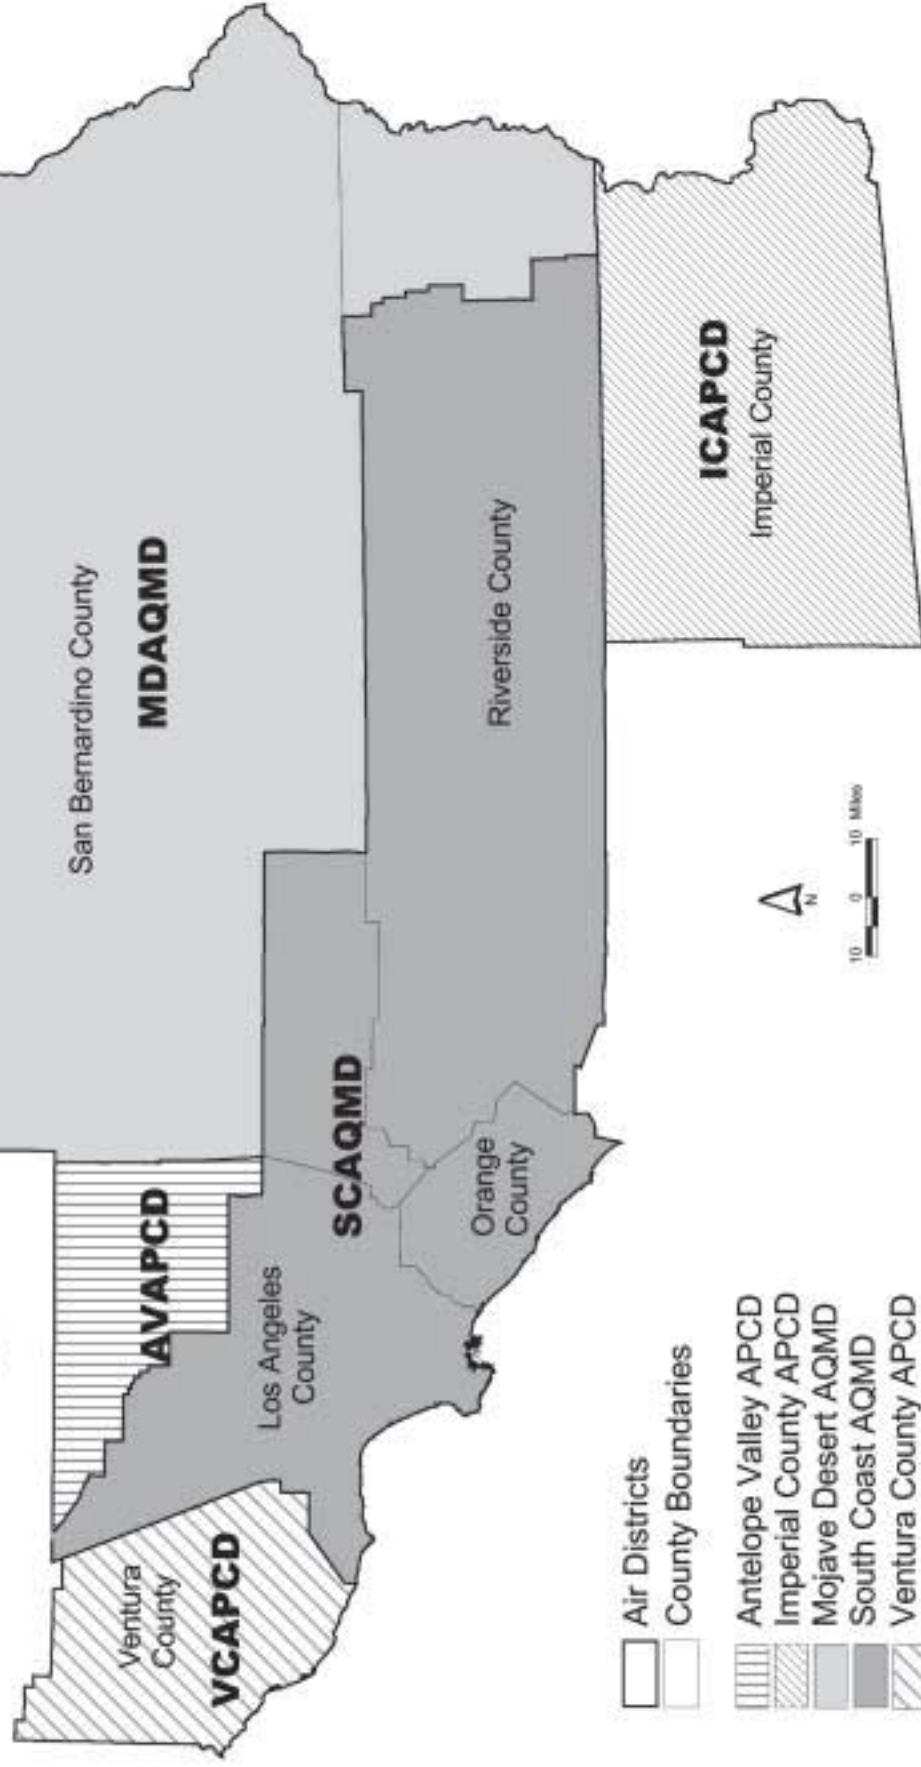 San Bernardino County
MDAQMD
AVAPCD
Ventura
County
VCAPCD
Los Angeles
County
SCAQMD
Orange
County
Riverside County
ICAPCD
Imperial County
N
10 0 10 Miles
Air Districts
County Boundaries
Antelope Valley APCD
Imperial County APCD
Mojave Desert AQMD
South Coast AQMD
Ventura County APCD